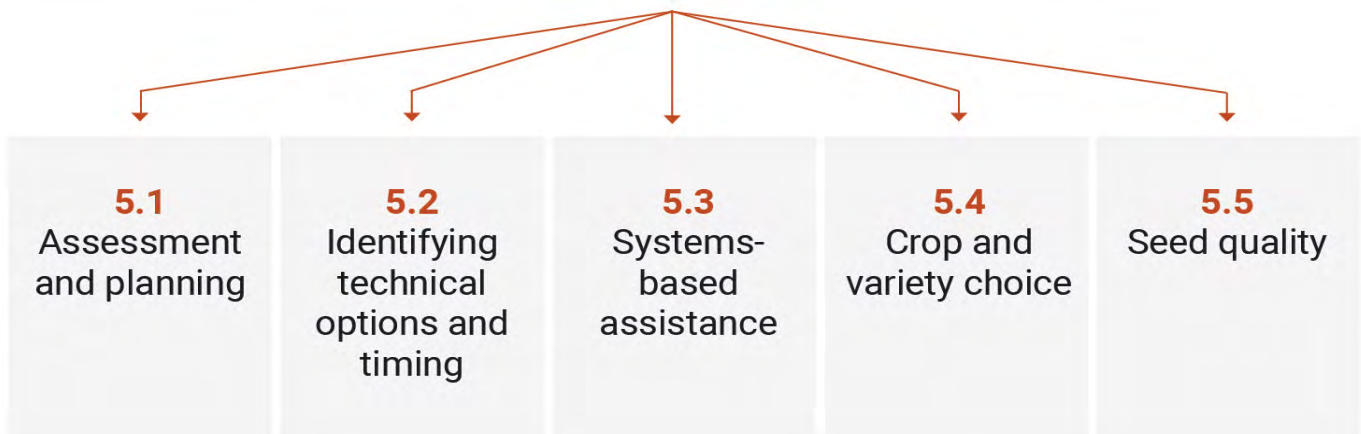 5.1
Assessment
and planning
5.2
Identifying
technical
options and
timing
5.3
Systems-
based
assistance
5.4
Crop and
variety choice
5.5
Seed quality